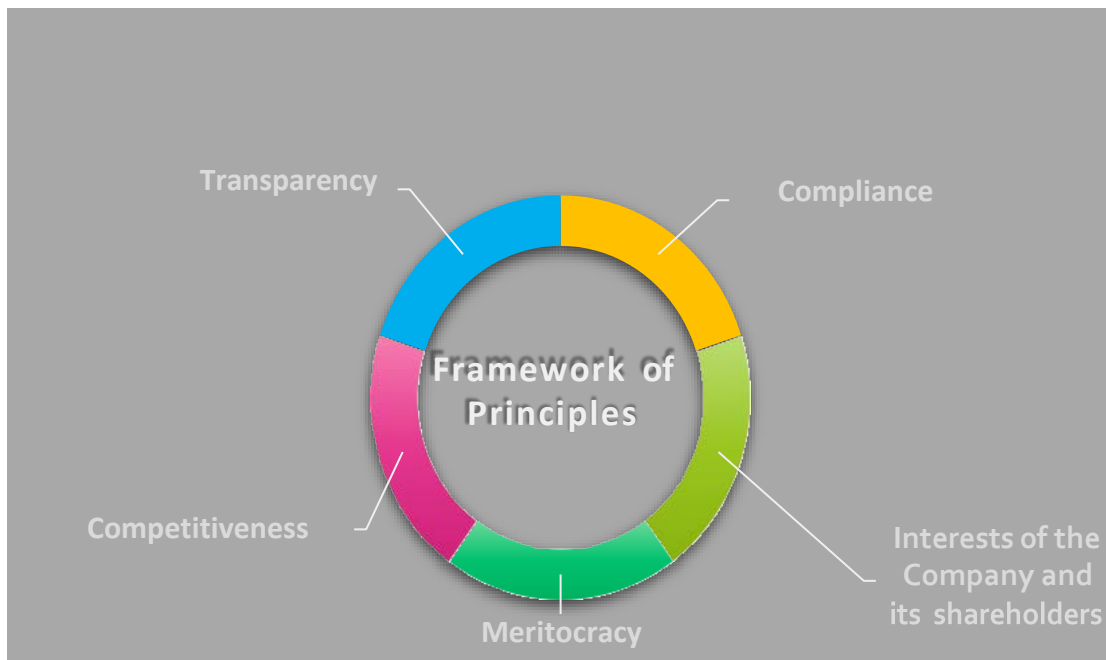 Transparency
Compliance
Framework of
Principles
Competitiveness
Interests of the
Company and
its shareholders
Meritocracy